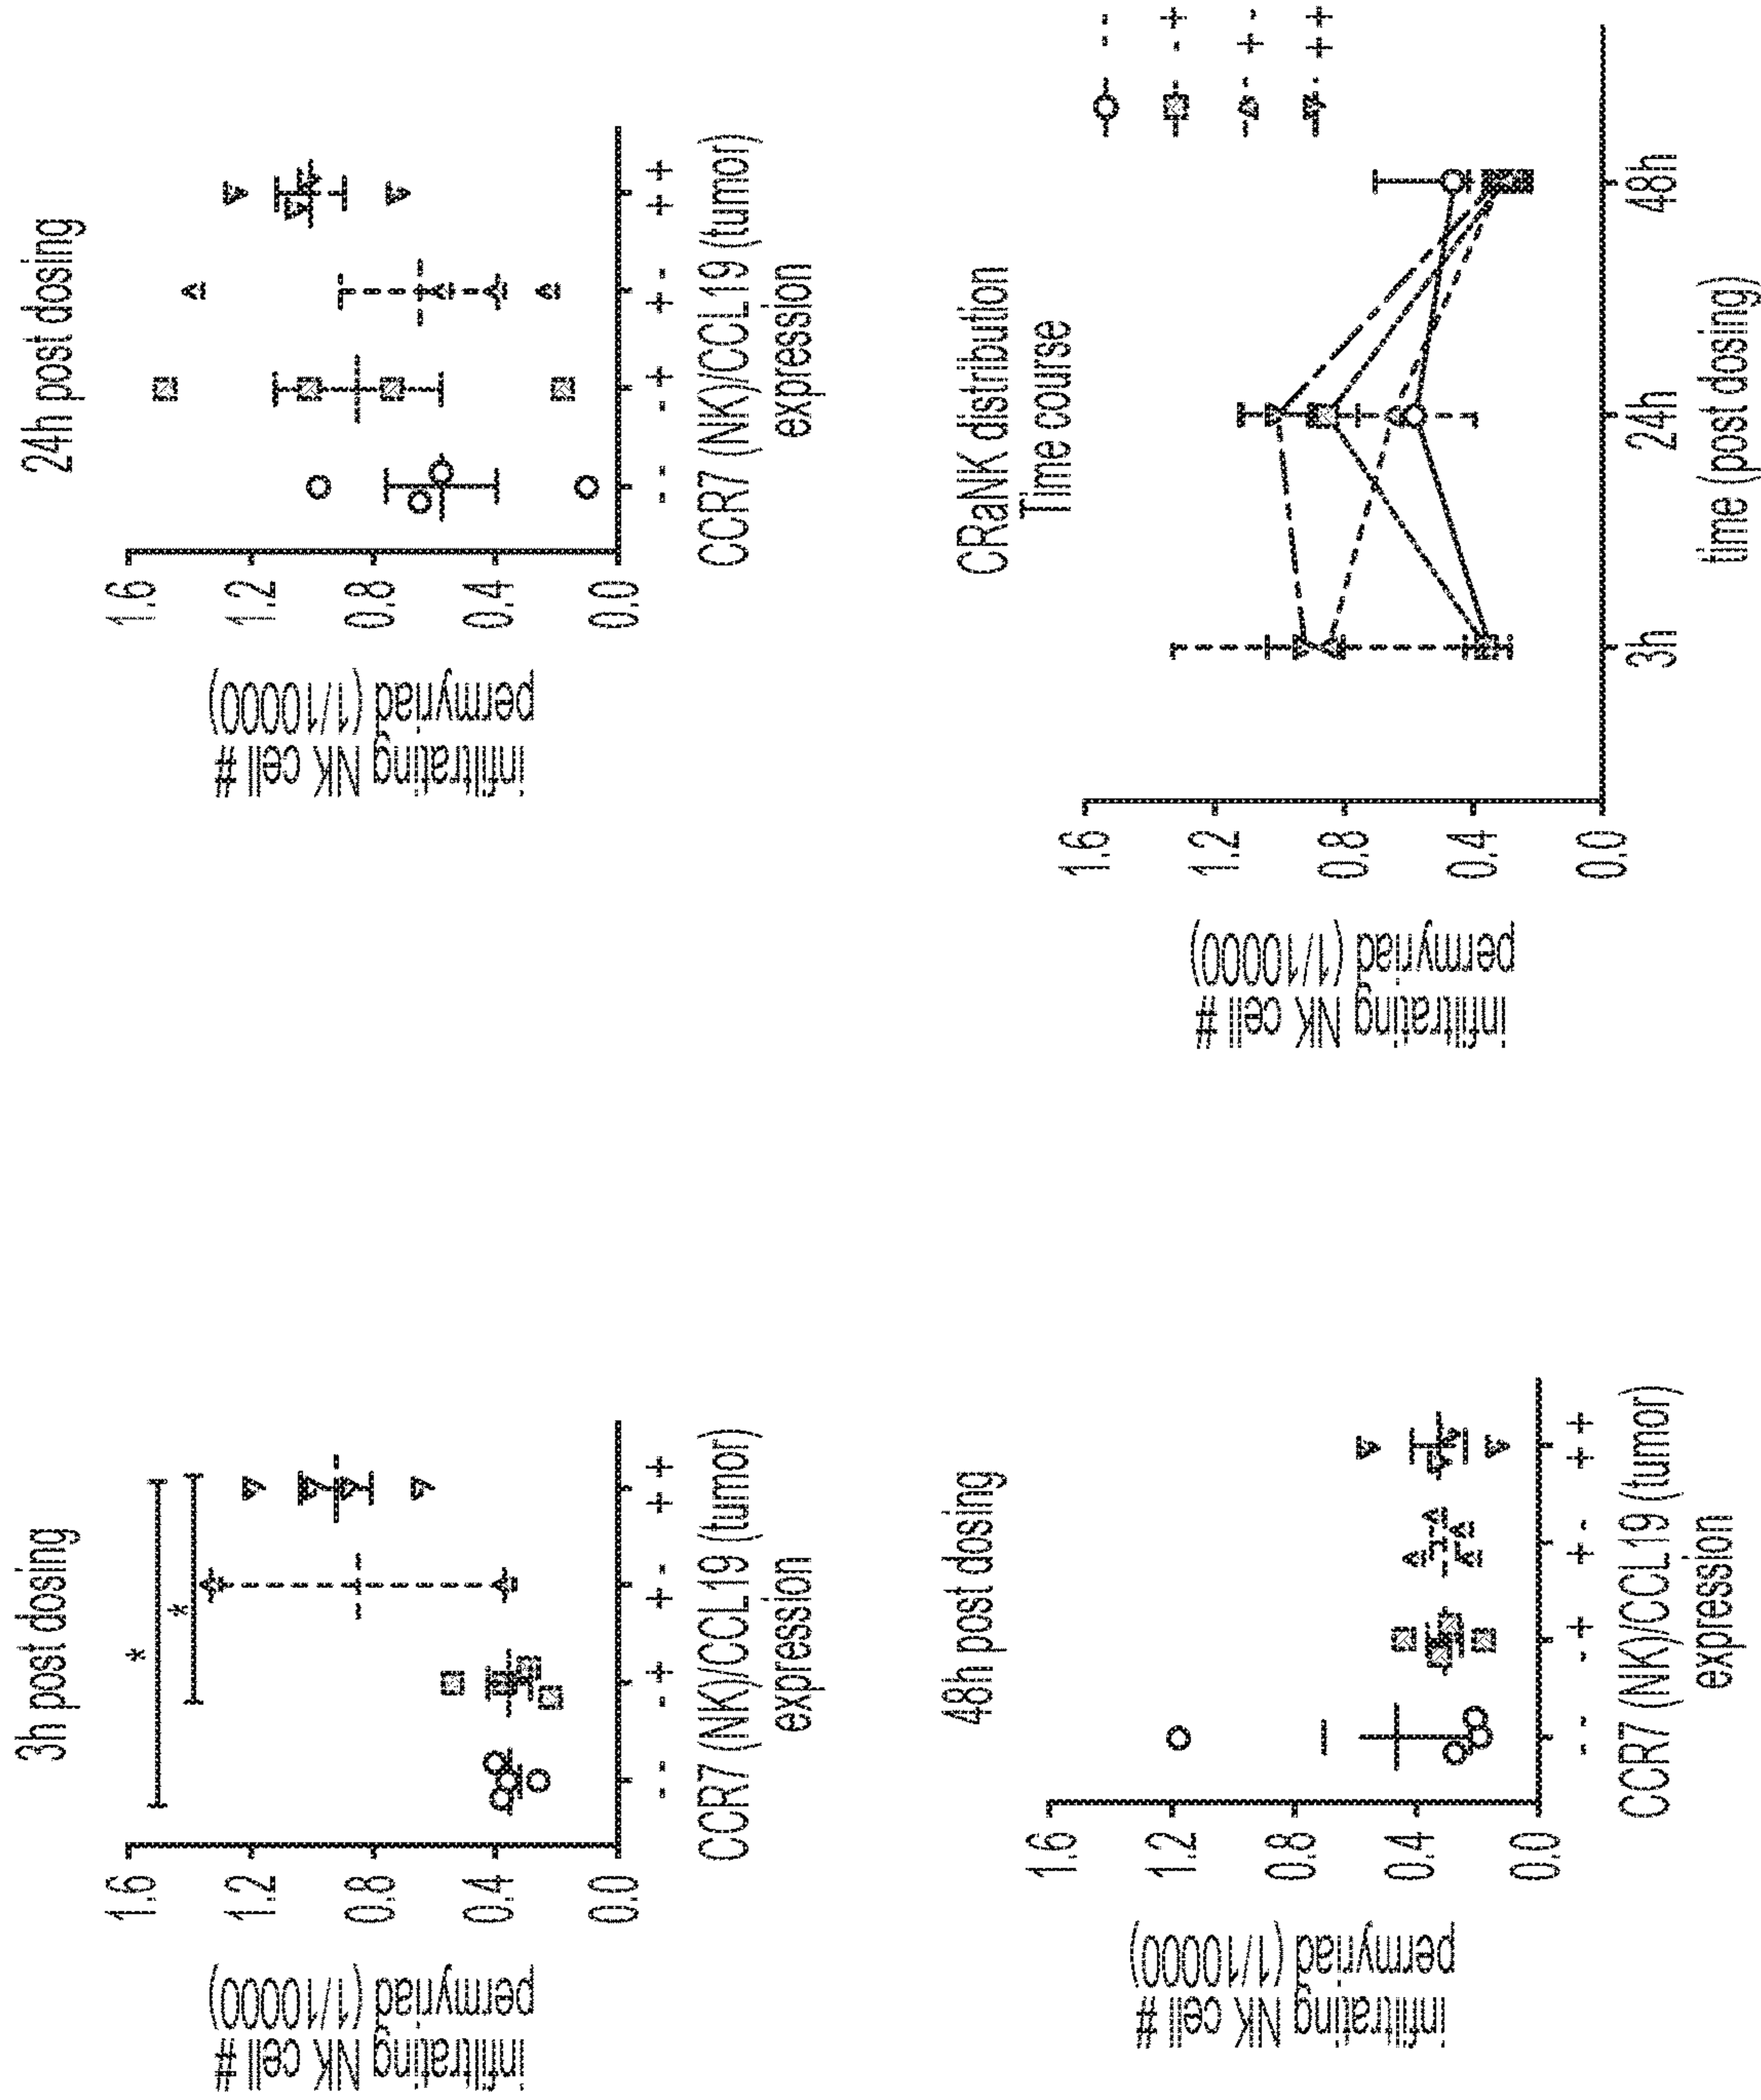 3h post dosing
*
*
infiltrating NK cell #
permyriad (1/10000)
1.6
1.2
0.8
0.4
0.0
- - - + + - + +
CCR7 (NK)/CCL19 (tumor)
expression
24h post dosing
infiltrating NK cell #
permyriad (1/10000)
1.6
1.2
0.8
0.4
0.0
- - - + + - + +
CCR7 (NK)/CCL19 (tumor)
expression
48h post dosing
infiltrating NK cell #
permyriad (1/10000)
1.6
1.2
0.8
0.4
0.0
- - - + + - + +
CCR7 (NK)/CCL19 (tumor)
expression
CRaNK distribution
Time course
infiltrating NK cell #
permyriad (1/10000)
1.6
1.2
0.8
0.4
0.0
3h 24h 48h
time (post dosing)
- -
- +
+ -
+ +